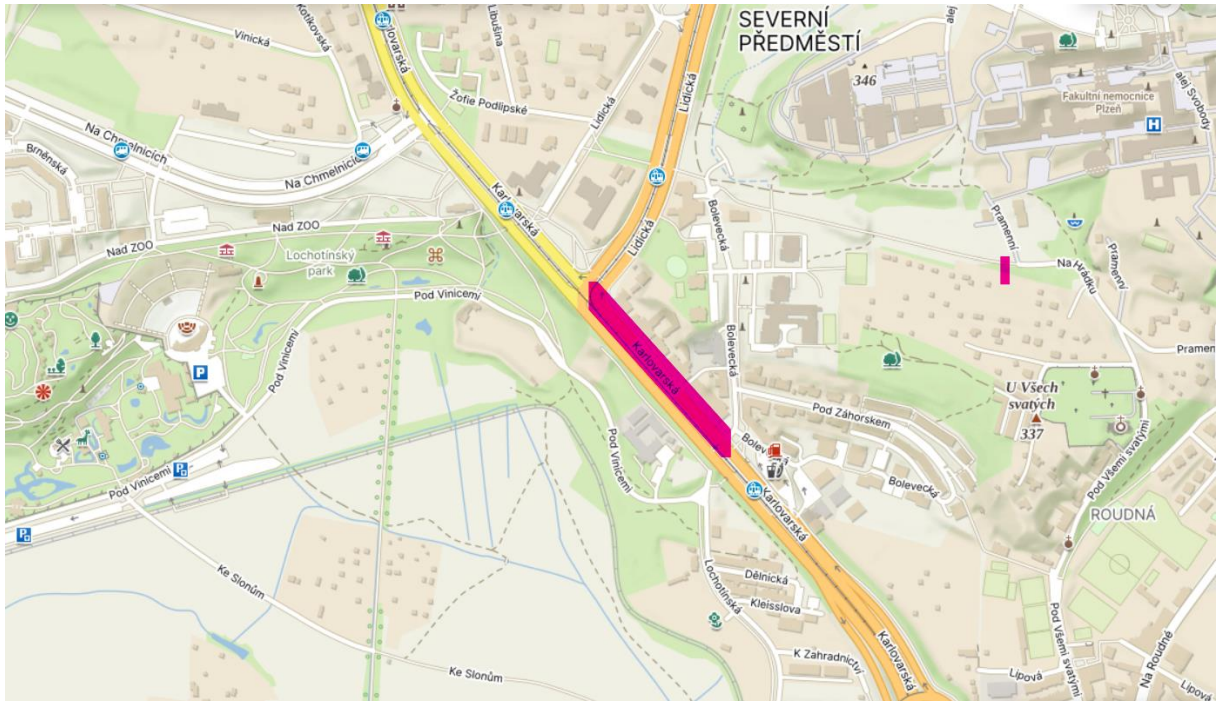 SEVERNÍ
PŘEDMĚSTÍ
Kotíkovská
Libušina
Karlovarská
Vinická
alej
346
Fakultní nemocnice
Plzeň
alej Svobody
H
Žofie Podlipské
Lidická
Lidická
Na Chmelnicích
Na Chmelnicích
Brněnská
Karlovarská
Bolevecká
Pramenní
Nad ZOO
Nad ZOO
Lochotínský
park
Lidická
Na Hrádku
Pramenný
Pod Vinicemi
Karlovarská
Bolevecká
Pod Vinicemi
P
Pramen
U Všech
svatých
337
Pod Záhorskem
Bolevecká
Pod Vinicemi
Pod Vinicemi
P
P
Bolevecká
Pod Všemi svatými
Karlovarská
ROUDNÁ
Ke Slonům
Lochotínská
Dělnická
Kleisslova
Karlovarská
K Zahradnictví
Ke Slonům
Lipová
Lipová
Pod Všemi svatými
Na Roudné